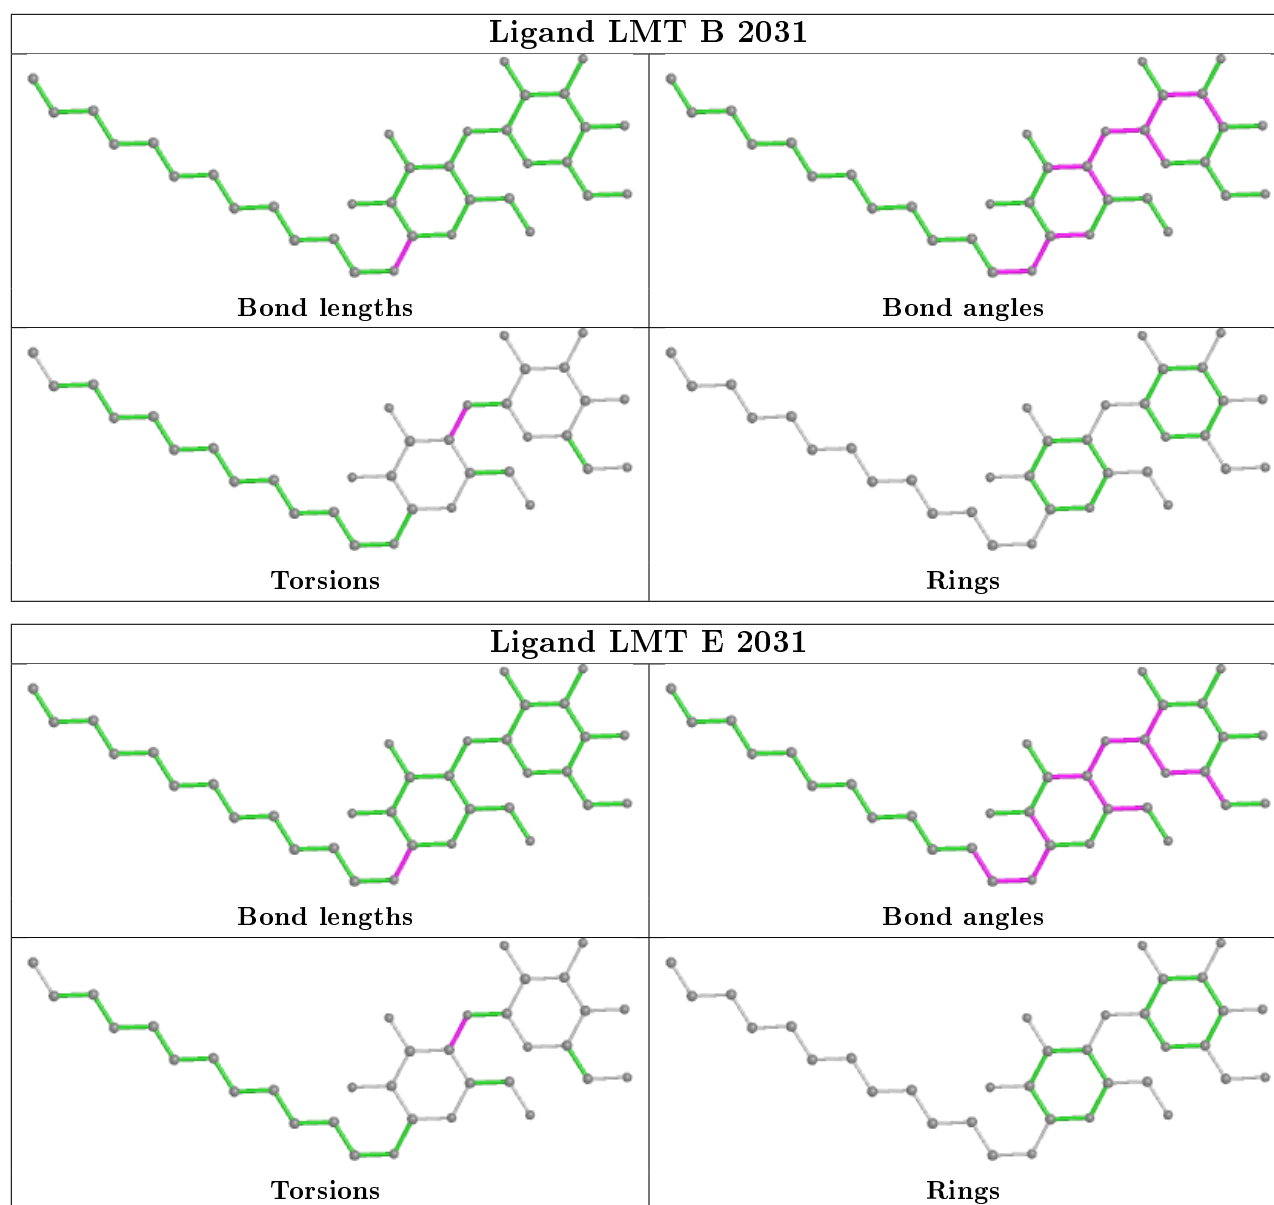 Ligand LMT B 2031
Bond lengths
Bond angles
Torsions
Rings
Ligand LMT E 2031
Bond lengths
Bond angles
Torsions
Rings